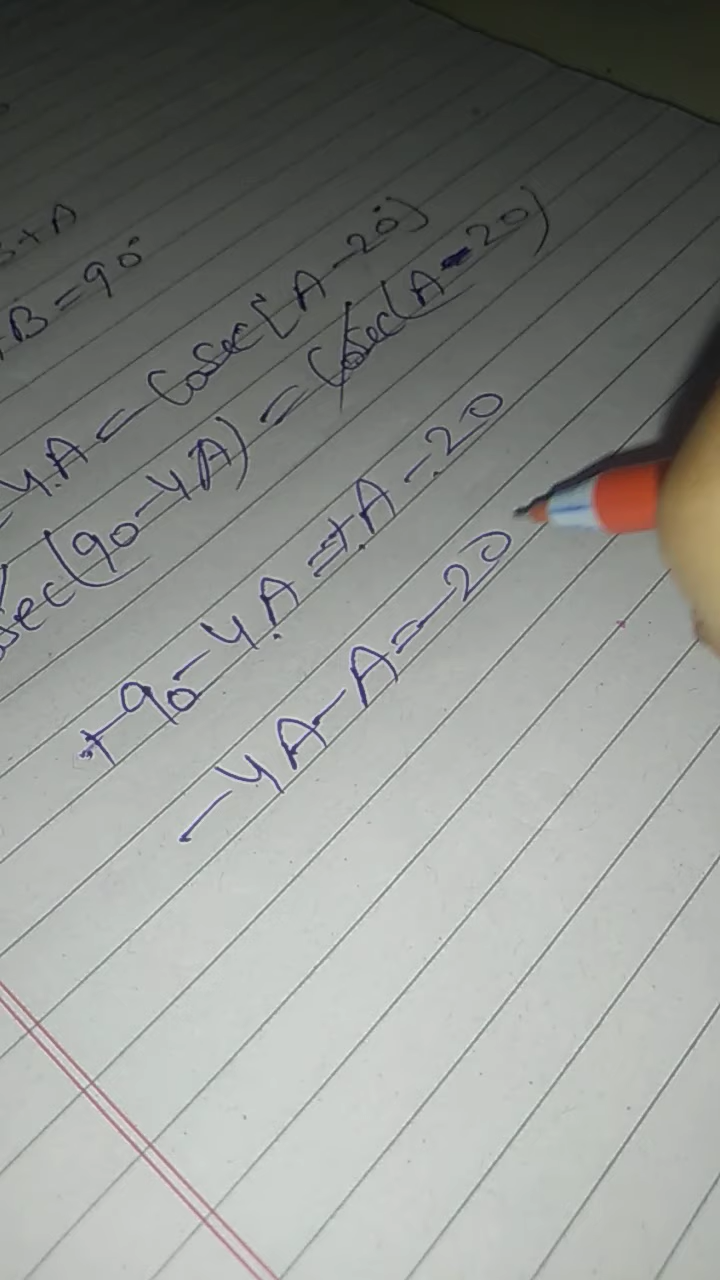 +A
B = 90°
4A = Cosec[A - 20°)
sec(90 - 4A) = Cosec(A - 20)
+90 - 4A = +A - 20
-4A - A = -20